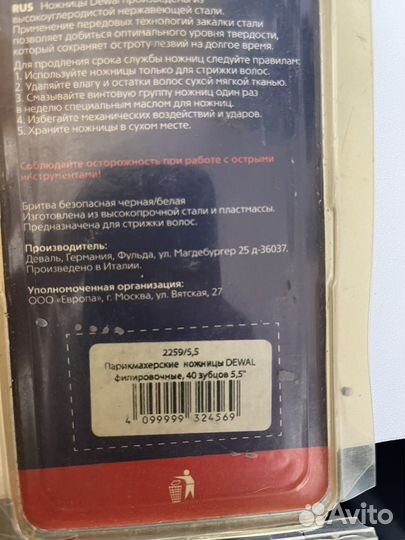 RUS Ножницы Dewal произведены из
высокоуглеродистой нержавеющей стали.
Применение передовых технологий закалки стали
позволяет добиться оптимального уровня твердости,
который сохраняет остроту лезвий на долгое время.
Для продления срока службы ножниц следуйте правилам:
1. Используйте ножницы только для стрижки волос.
2. Удаляйте влагу и остатки волос сухой мягкой тканью.
3. Смазывайте винтовую группу ножниц один раз
в неделю специальным маслом для ножниц.
4. Избегайте механических воздействий и ударов.
5. Храните ножницы в сухом месте.
Соблюдайте осторожность при работе с острыми
инструментами!
Бритва безопасная черная/белая
Изготовлена из высокопрочной стали и пластмассы.
Предназначена для стрижки волос.
Производитель:
Деваль, Германия, Фульда, ул. Магдебургер 25 д-36037.
Произведено в Италии.
Уполномоченная организация:
ООО «Европа», г. Москва, ул. Вятская, 27
2259/5,5
Парикмахерские ножницы DEWAL
филировочные, 40 зубцов 5,5"
4 099999 324569
Avito